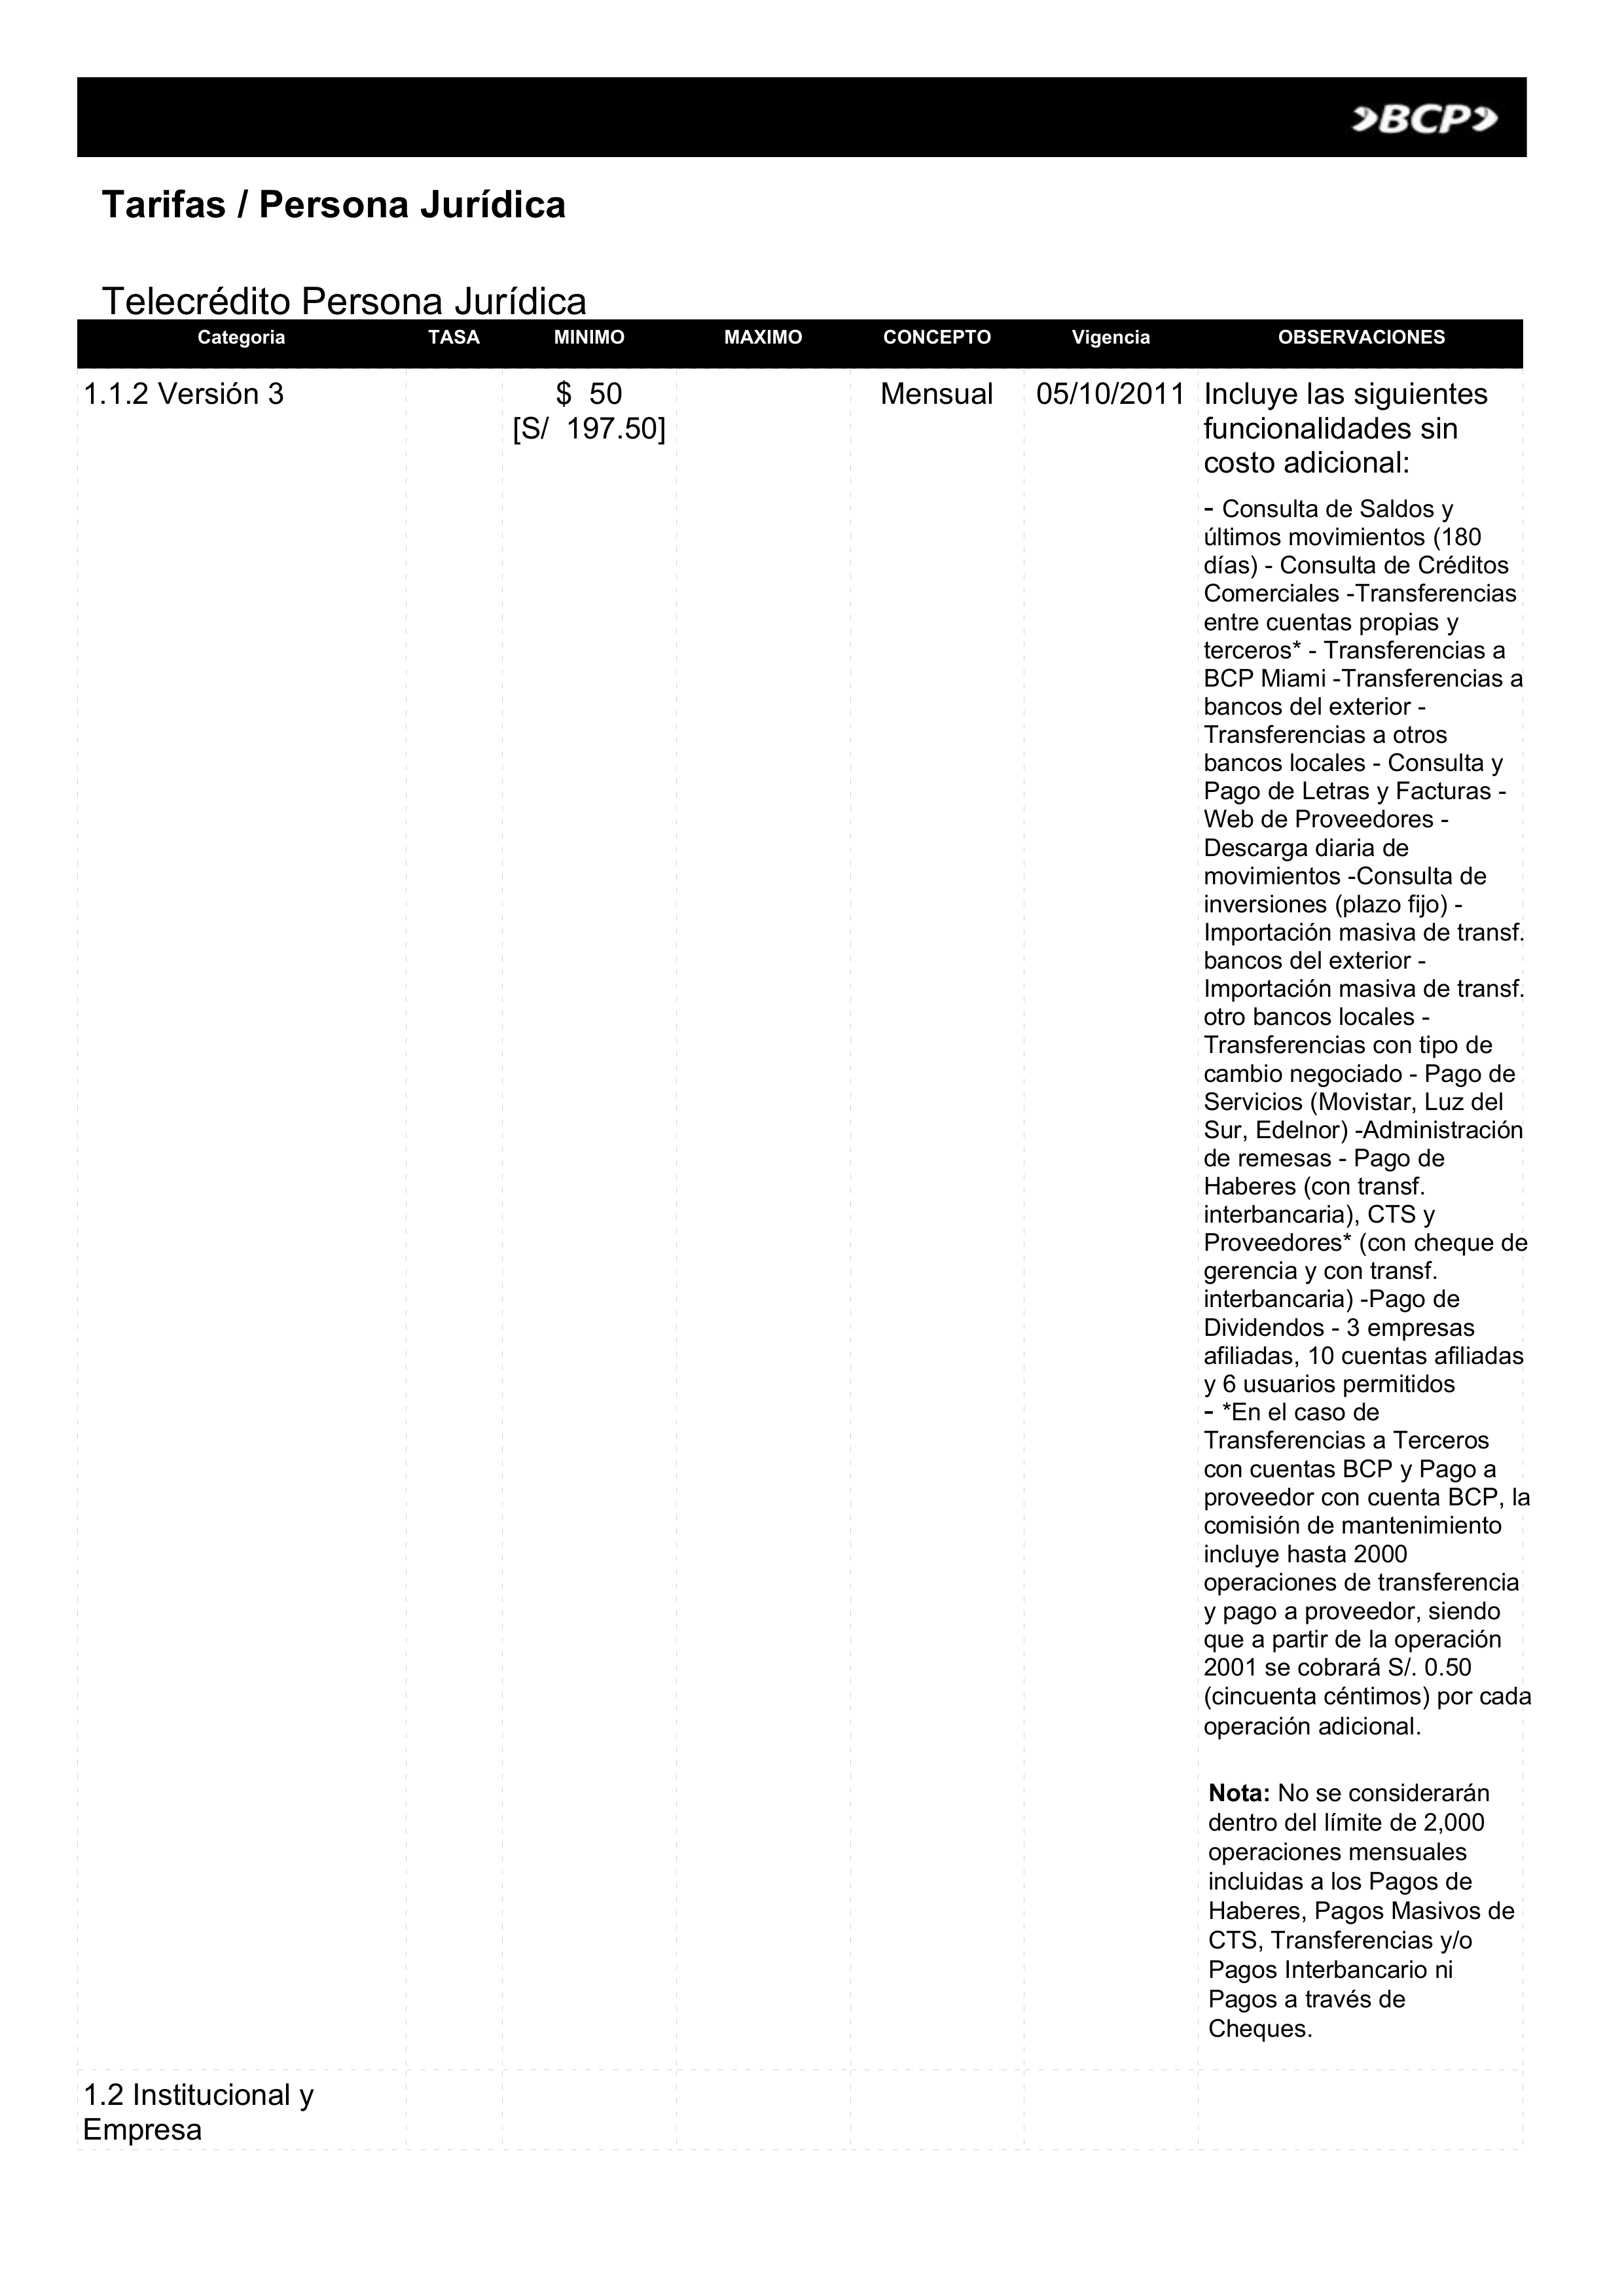 BCP
Tarifas / Persona Jurídica
Telecrédito Persona Jurídica
Categoria TASA MINIMO MAXIMO CONCEPTO Vigencia OBSERVACIONES
1.1.2 Versión 3 $ 50 Mensual 05/10/2011 Incluye las siguientes
[S/ 197.50] funcionalidades sin
costo adicional:
- Consulta de Saldos y
últimos movimientos (180
días) - Consulta de Créditos
Comerciales -Transferencias
entre cuentas propias y
terceros* - Transferencias a
BCP Miami -Transferencias a
bancos del exterior -
Transferencias a otros
bancos locales - Consulta y
Pago de Letras y Facturas -
Web de Proveedores -
Descarga diaria de
movimientos -Consulta de
inversiones (plazo fijo) -
Importación masiva de transf.
bancos del exterior -
Importación masiva de transf.
otro bancos locales -
Transferencias con tipo de
cambio negociado - Pago de
Servicios (Movistar, Luz del
Sur, Edelnor) -Administración
de remesas - Pago de
Haberes (con transf.
interbancaria), CTS y
Proveedores* (con cheque de
gerencia y con transf.
interbancaria) -Pago de
Dividendos - 3 empresas
afiliadas, 10 cuentas afiliadas
y 6 usuarios permitidos
- *En el caso de
Transferencias a Terceros
con cuentas BCP y Pago a
proveedor con cuenta BCP, la
comisión de mantenimiento
incluye hasta 2000
operaciones de transferencia
y pago a proveedor, siendo
que a partir de la operación
2001 se cobrará S/. 0.50
(cincuenta céntimos) por cada
operación adicional.
Nota: No se considerarán
dentro del límite de 2,000
operaciones mensuales
incluidas a los Pagos de
Haberes, Pagos Masivos de
CTS, Transferencias y/o
Pagos Interbancario ni
Pagos a través de
Cheques.
1.2 Institucional y
Empresa